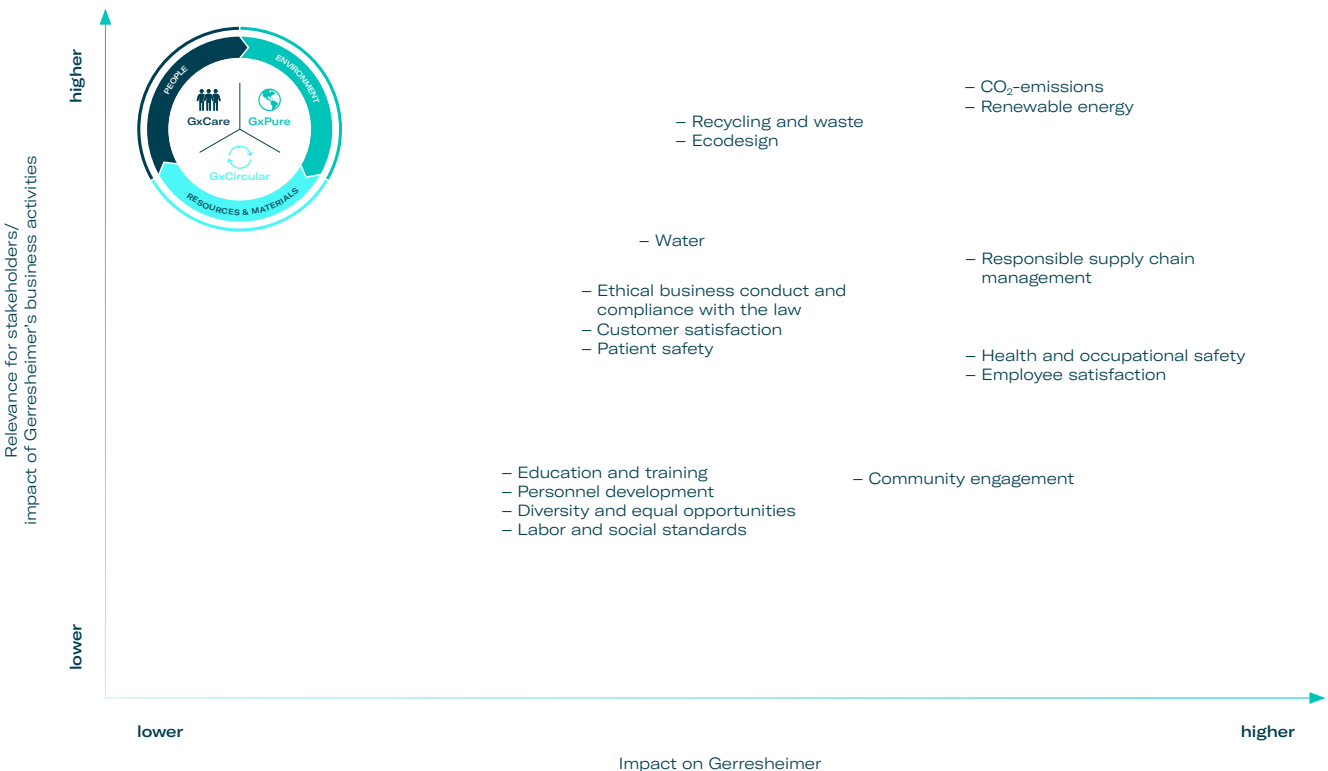 higher
PEOPLE
ENVIRONMENT
GxCare
GxPure
GxCircular
RESOURCES & MATERIALS
– CO₂-emissions
– Renewable energy
– Recycling and waste
– Ecodesign
– Water
– Responsible supply chain
management
– Ethical business conduct and
compliance with the law
– Customer satisfaction
– Patient safety
– Health and occupational safety
– Employee satisfaction
Relevance for stakeholders/
impact of Gerresheimer’s business activities
– Education and training
– Personnel development
– Diversity and equal opportunities
– Labor and social standards
– Community engagement
lower
lower
higher
Impact on Gerresheimer